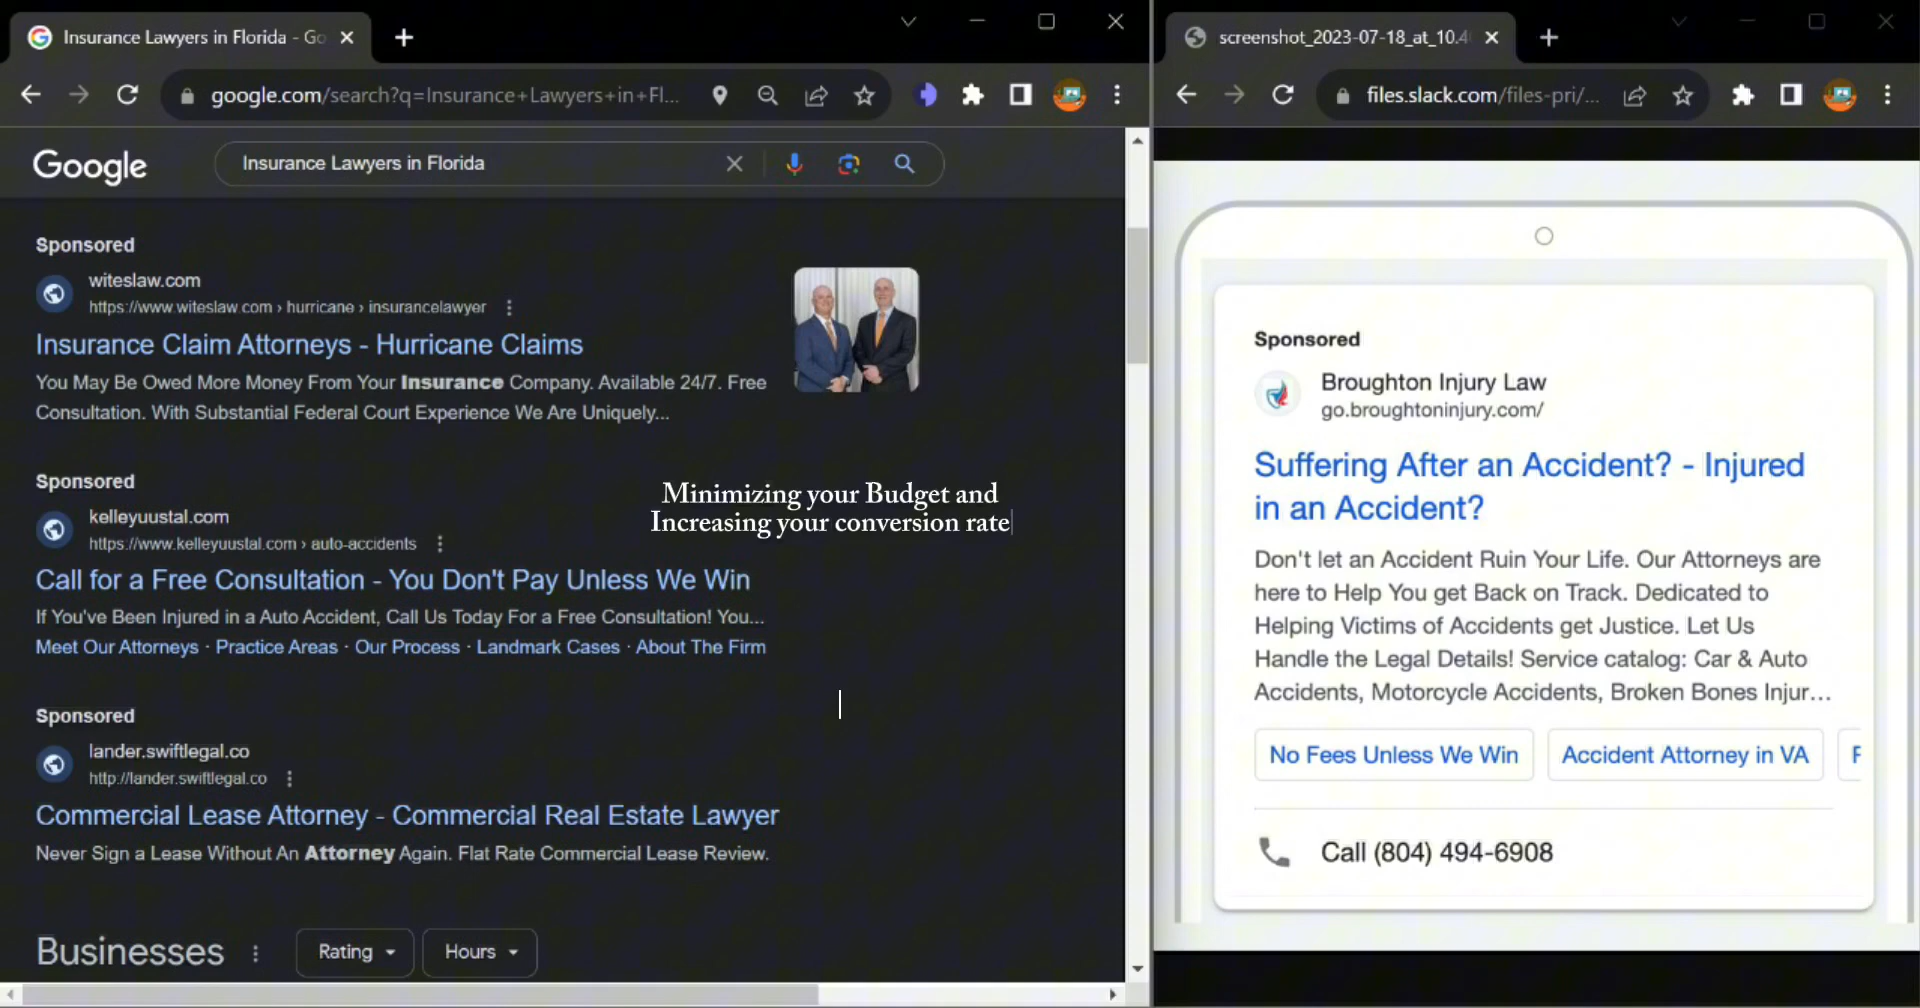 Insurance Lawyers in Florida - Go
google.com/search?q=Insurance+Lawyers+in+Fl...
Google
Insurance Lawyers in Florida
Sponsored
witeslaw.com
https://www.witeslaw.com › hurricane › insurancelawyer
Insurance Claim Attorneys - Hurricane Claims
You May Be Owed More Money From Your Insurance Company. Available 24/7. Free
Consultation. With Substantial Federal Court Experience We Are Uniquely...
Sponsored
kelleyuustal.com
https://www.kelleyuustal.com › auto-accidents
Call for a Free Consultation - You Don't Pay Unless We Win
If You've Been Injured in a Auto Accident, Call Us Today For a Free Consultation! You...
Meet Our Attorneys · Practice Areas · Our Process · Landmark Cases · About The Firm
Minimizing your Budget and
Increasing your conversion rate
Sponsored
lander.swiftlegal.co
http://lander.swiftlegal.co
Commercial Lease Attorney - Commercial Real Estate Lawyer
Never Sign a Lease Without An Attorney Again. Flat Rate Commercial Lease Review.
Businesses
Rating
Hours
screenshot_2023-07-18_at_10.4
files.slack.com/files-pri/...
Sponsored
Broughton Injury Law
go.broughtoninjury.com/
Suffering After an Accident? - Injured
in an Accident?
Don't let an Accident Ruin Your Life. Our Attorneys are
here to Help You get Back on Track. Dedicated to
Helping Victims of Accidents get Justice. Let Us
Handle the Legal Details! Service catalog: Car & Auto
Accidents, Motorcycle Accidents, Broken Bones Injur...
No Fees Unless We Win
Accident Attorney in VA
Call (804) 494-6908